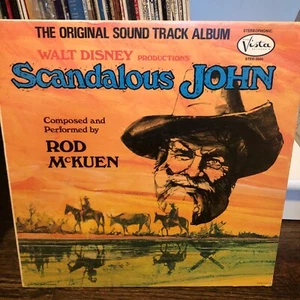 THE ORIGINAL SOUND TRACK ALBUM
STEREOPHONIC
Vista
WALT DISNEY PRODUCTIONS
Scandalous JOHN
Composed and
Performed by
ROD
McKUEN